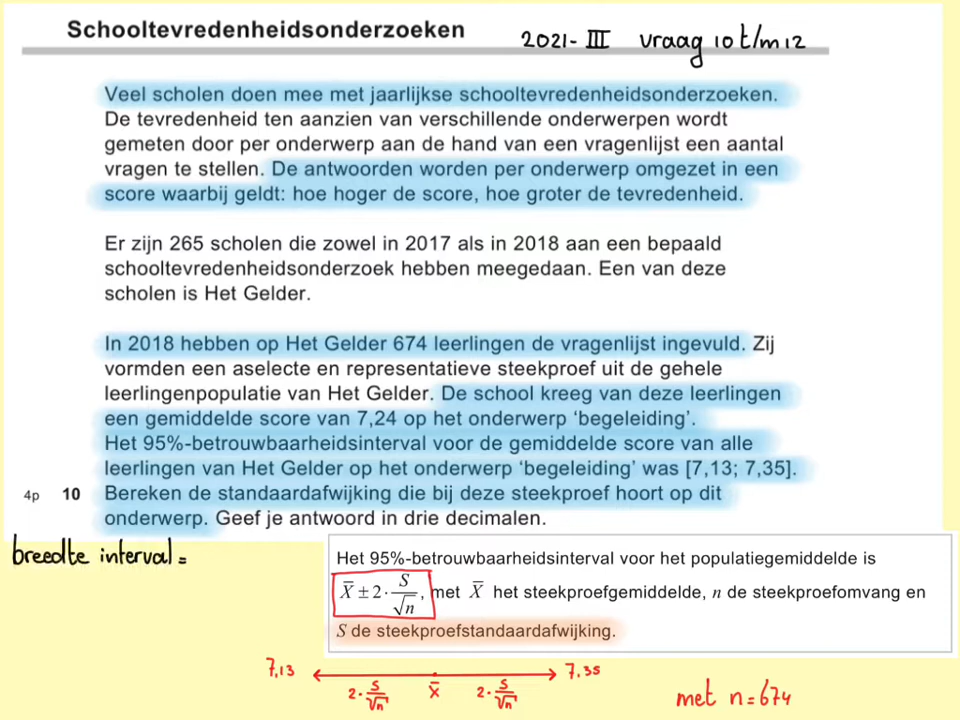 Schooltevredenheidsonderzoeken
2021-III vraag 10 t/m 12
Veel scholen doen mee met jaarlijkse schooltevredenheidsonderzoeken.
De tevredenheid ten aanzien van verschillende onderwerpen wordt
gemeten door per onderwerp aan de hand van een vragenlijst een aantal
vragen te stellen. De antwoorden worden per onderwerp omgezet in een
score waarbij geldt: hoe hoger de score, hoe groter de tevredenheid.
Er zijn 265 scholen die zowel in 2017 als in 2018 aan een bepaald
schooltevredenheidsonderzoek hebben meegedaan. Een van deze
scholen is Het Gelder.
In 2018 hebben op Het Gelder 674 leerlingen de vragenlijst ingevuld. Zij
vormden een aselecte en representatieve steekproef uit de gehele
leerlingenpopulatie van Het Gelder. De school kreeg van deze leerlingen
een gemiddelde score van 7,24 op het onderwerp ‘begeleiding’.
Het 95%-betrouwbaarheidsinterval voor de gemiddelde score van alle
leerlingen van Het Gelder op het onderwerp ‘begeleiding’ was [7,13; 7,35].
4p 10 Bereken de standaardafwijking die bij deze steekproef hoort op dit
onderwerp. Geef je antwoord in drie decimalen.
breedte interval =
Het 95%-betrouwbaarheidsinterval voor het populatiegemiddelde is
X̄ ± 2 · S/√n, met X̄ het steekproefgemiddelde, n de steekproefomvang en
S de steekproefstandaardafwijking.
7,13 7.35
2 · S/√n X̄ 2 · S/√n
met n = 674